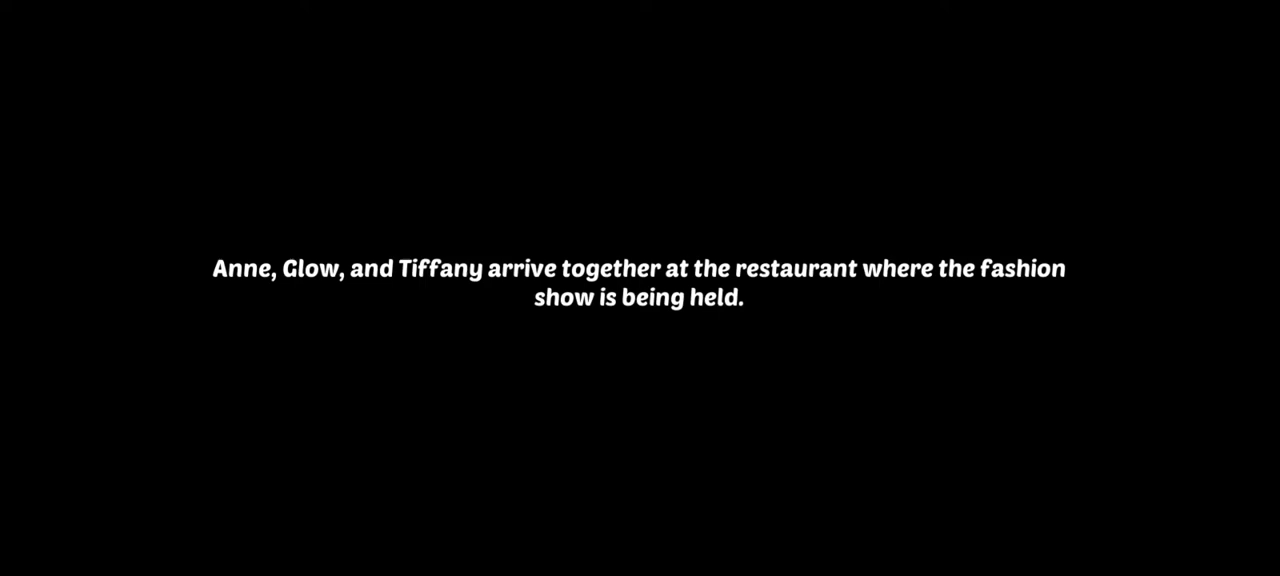 Anne, Glow, and Tiffany arrive together at the restaurant where the fashion
show is being held.